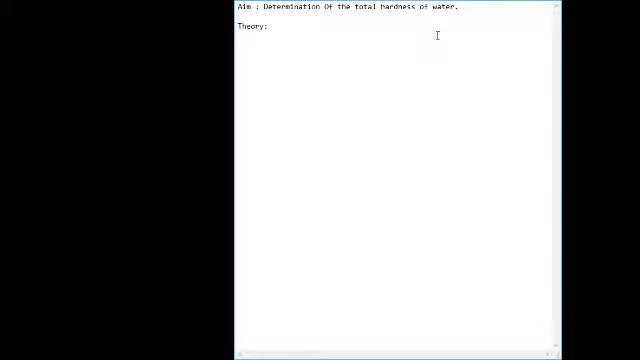 Aim : Determination Of the total hardness of water.
Theory: